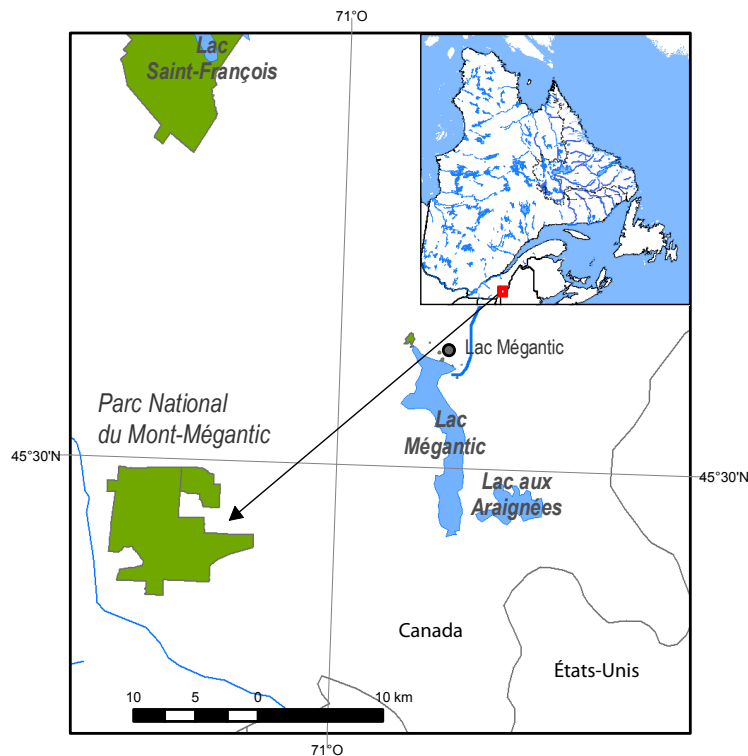 71°O
Lac
Saint-François
Lac Mégantic
Parc National
du Mont-Mégantic
Lac
Mégantic
45°30'N
45°30'N
Lac aux
Araignées
Canada
États-Unis
10 5 0 10 km
71°O